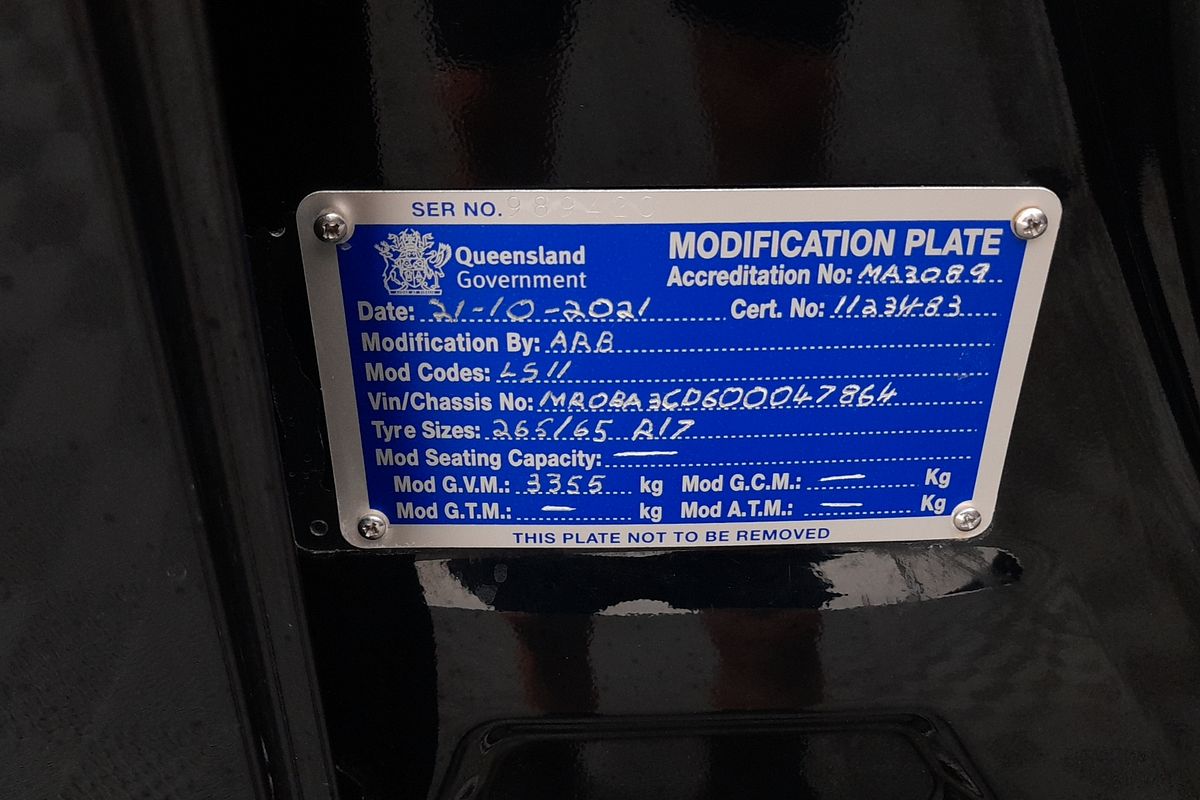 SER NO. 989420
Queensland
Government
MODIFICATION PLATE
Accreditation No: MA3089
Date: 21-10-2021 Cert. No: 1123483
Modification By: ARB
Mod Codes: LS11
Vin/Chassis No: MR0BA3CD600047864
Tyre Sizes: 265/65 R17
Mod Seating Capacity: —
Mod G.V.M.: 3355 kg Mod G.C.M.: — Kg
Mod G.T.M.: — kg Mod A.T.M.: — Kg
THIS PLATE NOT TO BE REMOVED